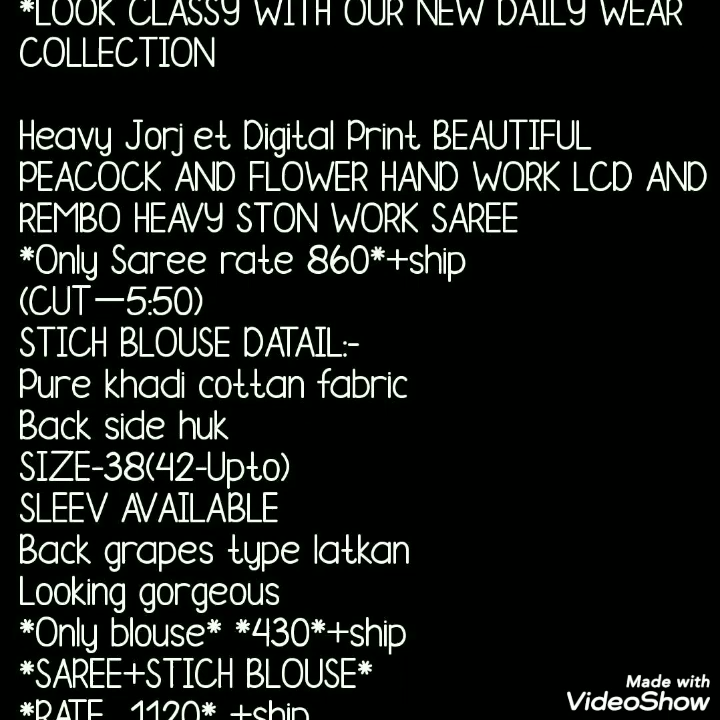 *LOOK CLASSY WITH OUR NEW DAILY WEAR
COLLECTION
Heavy Jorjet Digital Print BEAUTIFUL
PEACOCK AND FLOWER HAND WORK LCD AND
REMBO HEAVY STON WORK SAREE
*Only Saree rate 860*+ship
(CUT—5:50)
STICH BLOUSE DATAIL:-
Pure khadi cottan fabric
Back side huk
SIZE-38(42-Upto)
SLEEV AVAILABLE
Back grapes type latkan
Looking gorgeous
*Only blouse* *430*+ship
*SAREE+STICH BLOUSE*
*RATE 1120* +ship
Made with
VideoShow